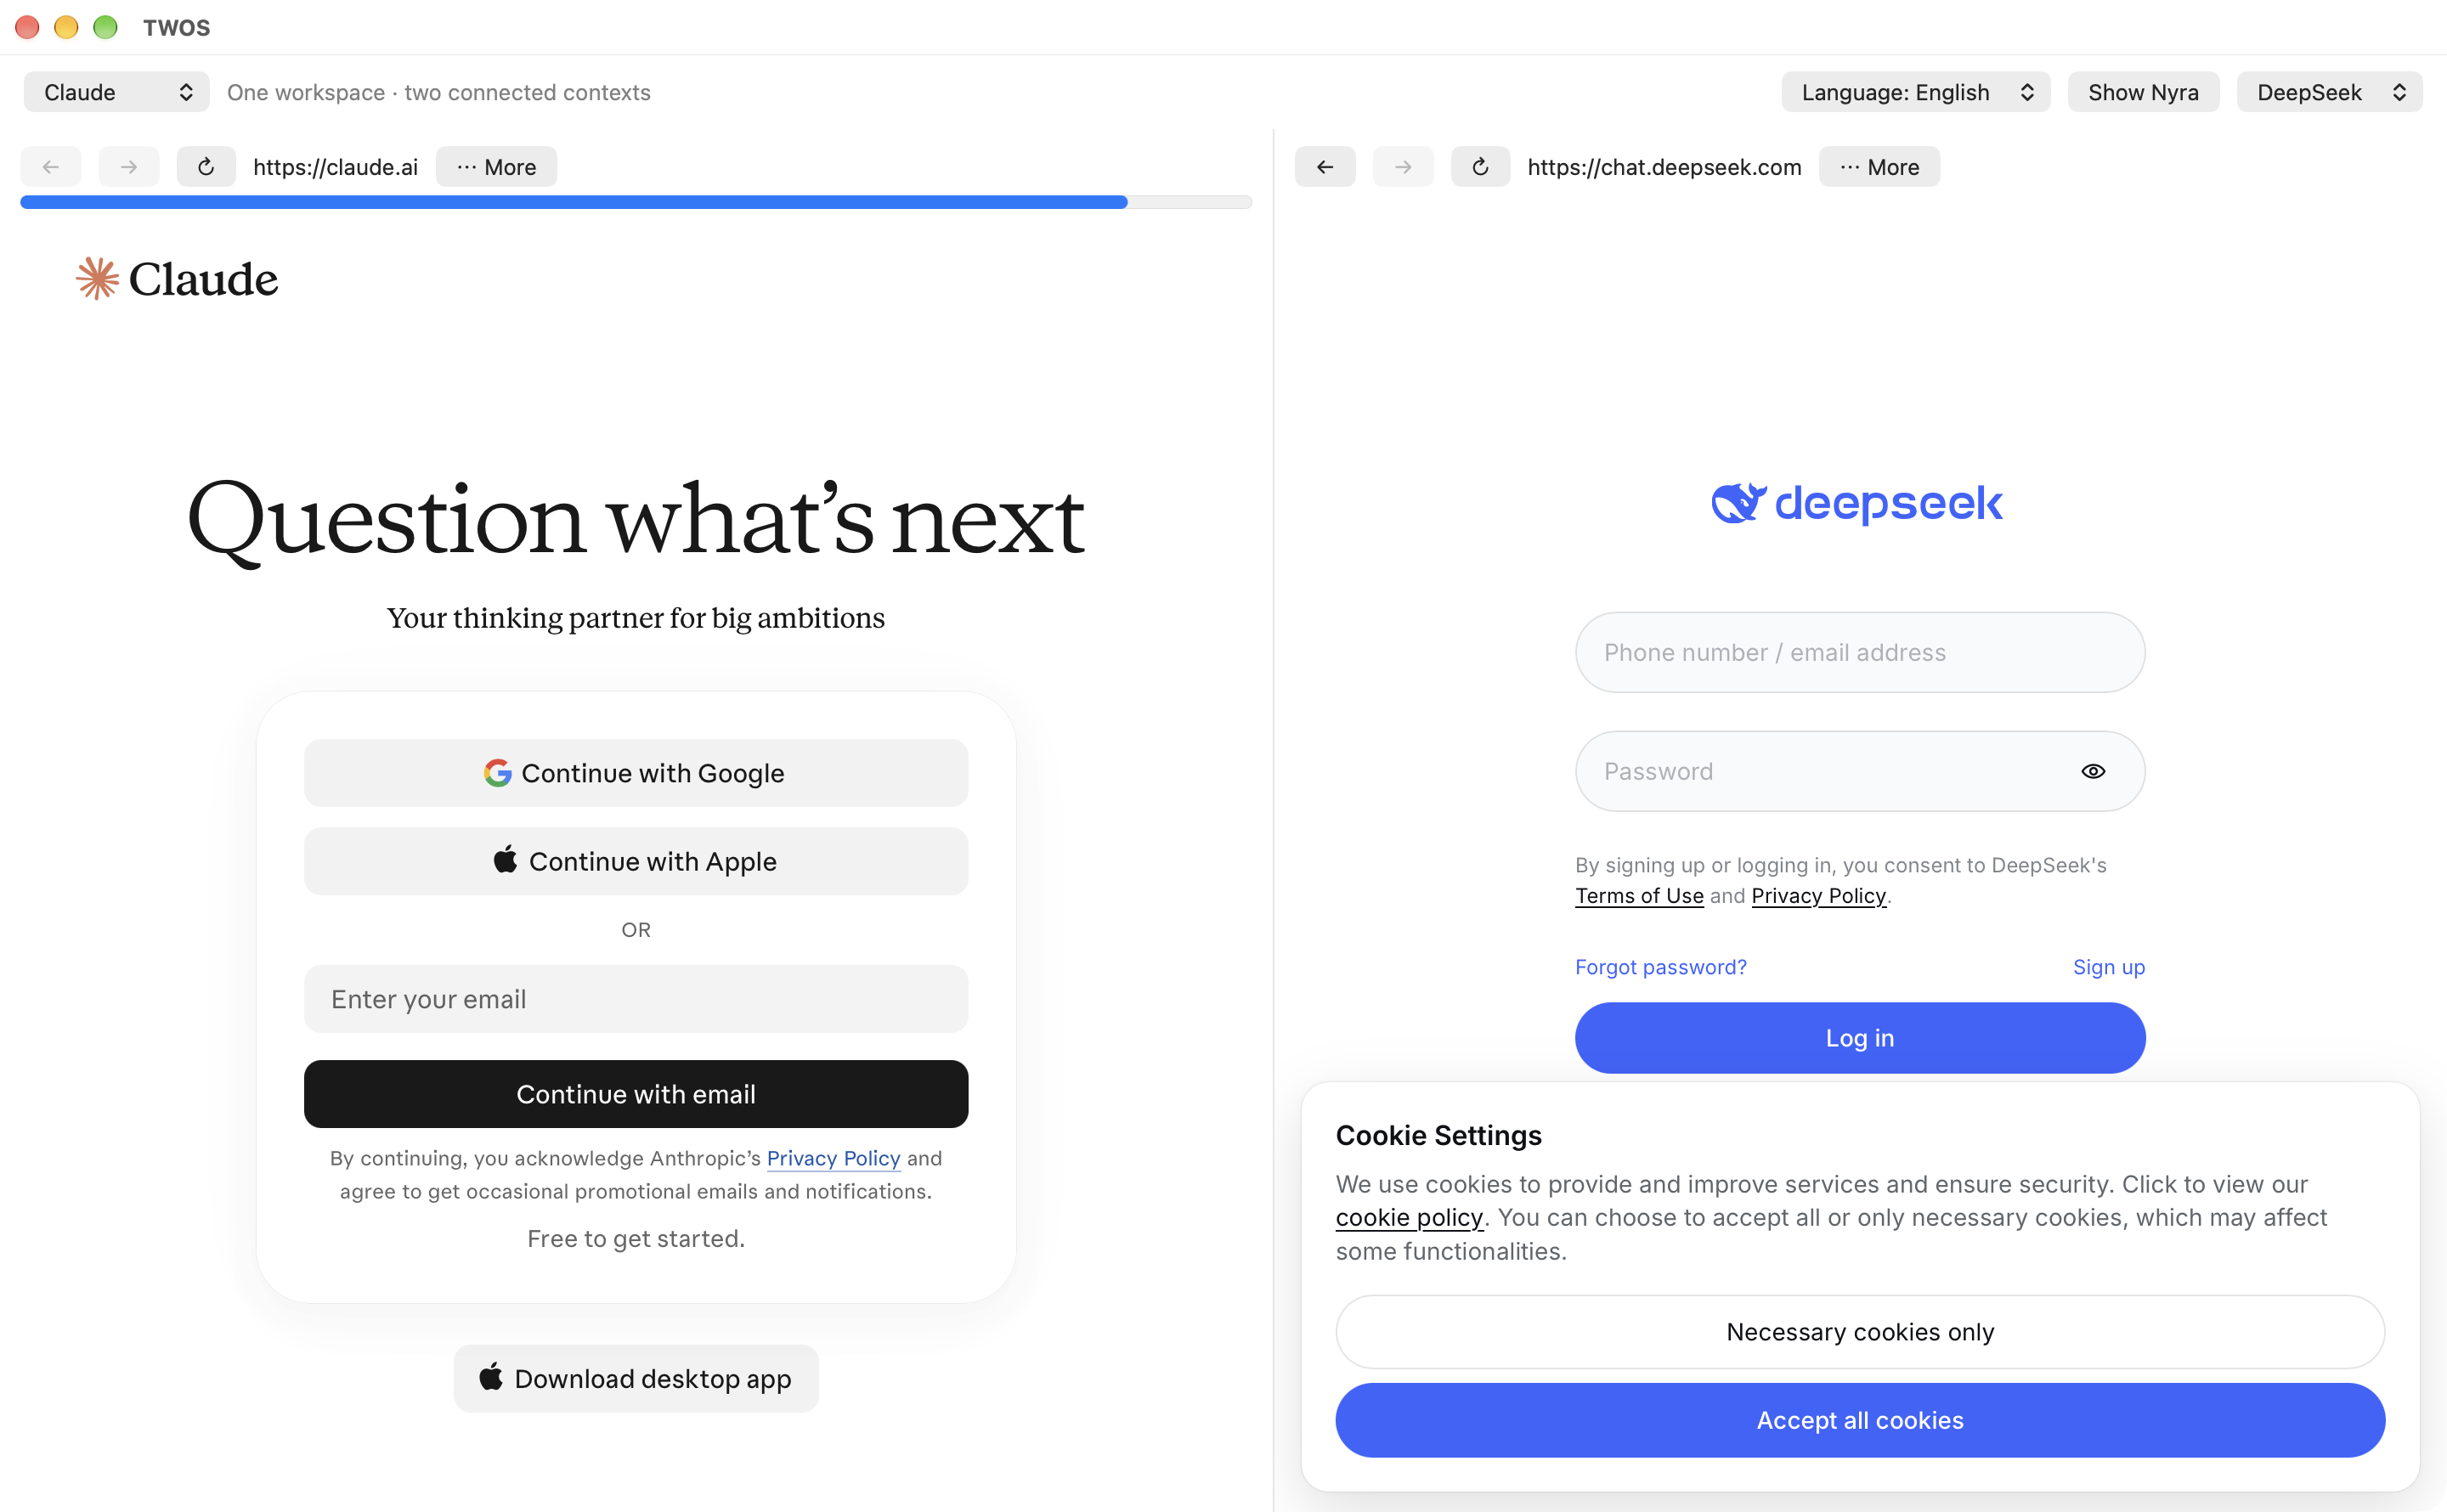 TWOS
Claude
One workspace · two connected contexts
Language: English
Show Nyra
DeepSeek
https://claude.ai
··· More
Claude
Question what’s next
Your thinking partner for big ambitions
Continue with Google
Continue with Apple
OR
Enter your email
Continue with email
By continuing, you acknowledge Anthropic’s Privacy Policy and
agree to get occasional promotional emails and notifications.
Free to get started.
Download desktop app
https://chat.deepseek.com
··· More
deepseek
Phone number / email address
Password
By signing up or logging in, you consent to DeepSeek's
Terms of Use and Privacy Policy.
Forgot password?
Sign up
Log in
Cookie Settings
We use cookies to provide and improve services and ensure security. Click to view our
cookie policy. You can choose to accept all or only necessary cookies, which may affect
some functionalities.
Necessary cookies only
Accept all cookies